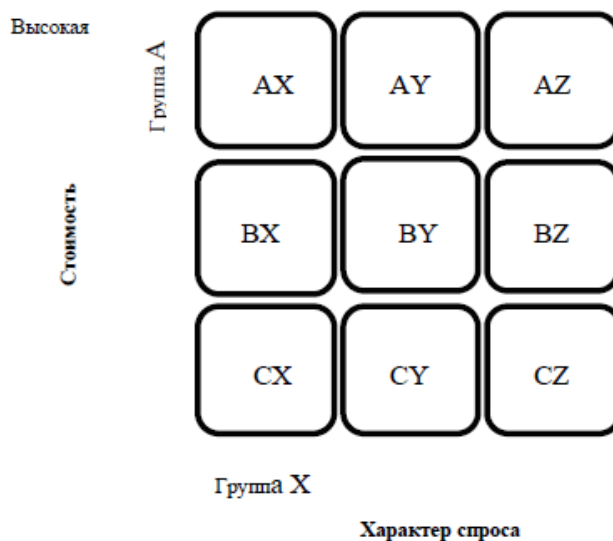 Высокая
Группа А
AX AY AZ
Стоимость
BX BY BZ
CX CY CZ
Группа X
Характер спроса